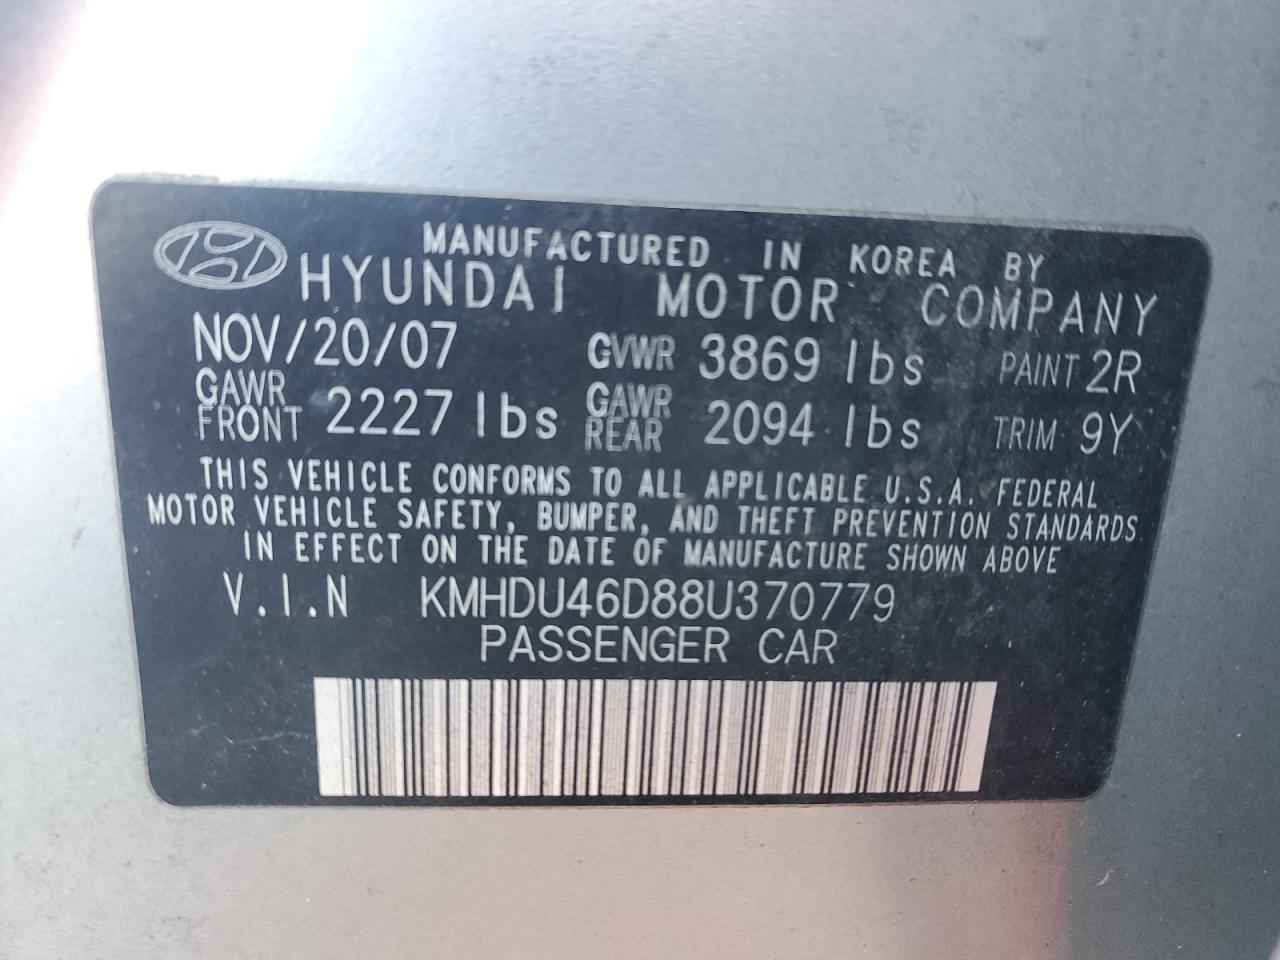 MANUFACTURED IN KOREA BY
HYUNDAI MOTOR COMPANY
NOV/20/07 GVWR 3869 lbs PAINT 2R
GAWR FRONT 2227 lbs GAWR REAR 2094 lbs TRIM 9Y
THIS VEHICLE CONFORMS TO ALL APPLICABLE U.S.A. FEDERAL
MOTOR VEHICLE SAFETY, BUMPER, AND THEFT PREVENTION STANDARDS
IN EFFECT ON THE DATE OF MANUFACTURE SHOWN ABOVE
V.I.N KMHDU46D88U370779
PASSENGER CAR